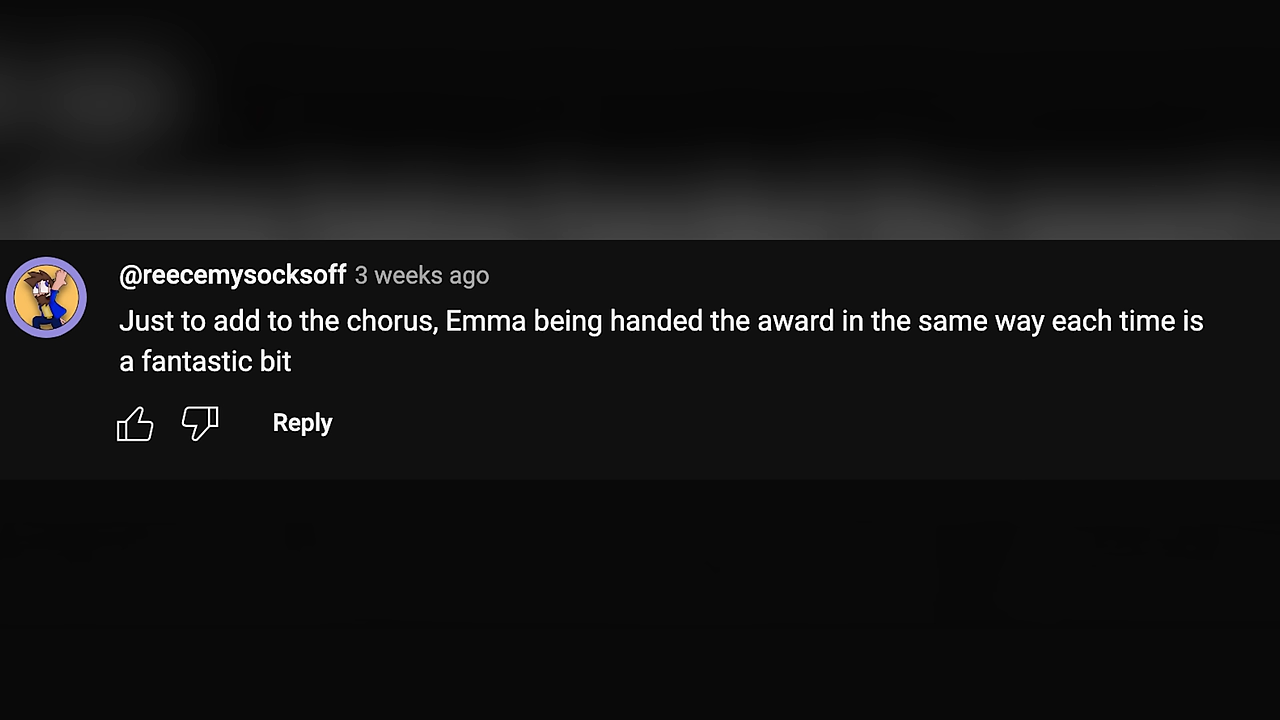 @reecemysocksoff 3 weeks ago
Just to add to the chorus, Emma being handed the award in the same way each time is
a fantastic bit
Reply